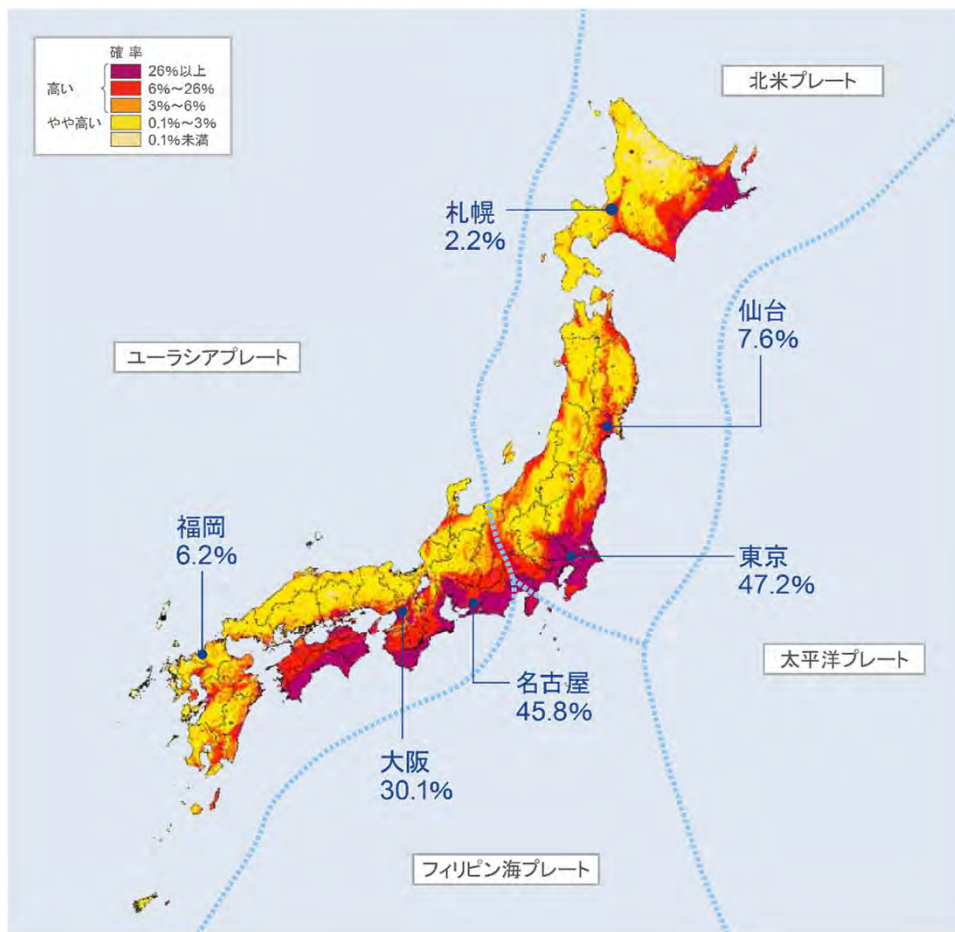 確 率
高い
26%以上
6%〜26%
3%〜6%
やや高い
0.1%〜3%
0.1%未満
北米プレート
札幌
2.2%
仙台
7.6%
ユーラシアプレート
福岡
6.2%
東京
47.2%
太平洋プレート
名古屋
45.8%
大阪
30.1%
フィリピン海プレート